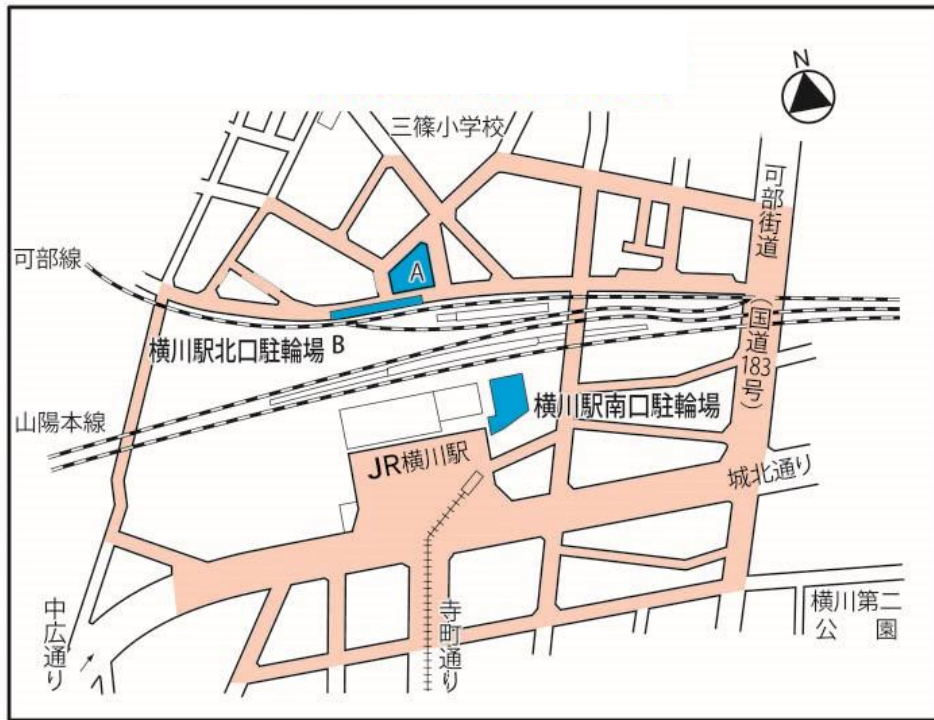 N
三篠小学校
可部街道
可部線
A
横川駅北口駐輪場 B
（国道183号）
横川駅南口駐輪場
山陽本線
JR横川駅
城北通り
中広通り
寺町通り
横川第二
公園